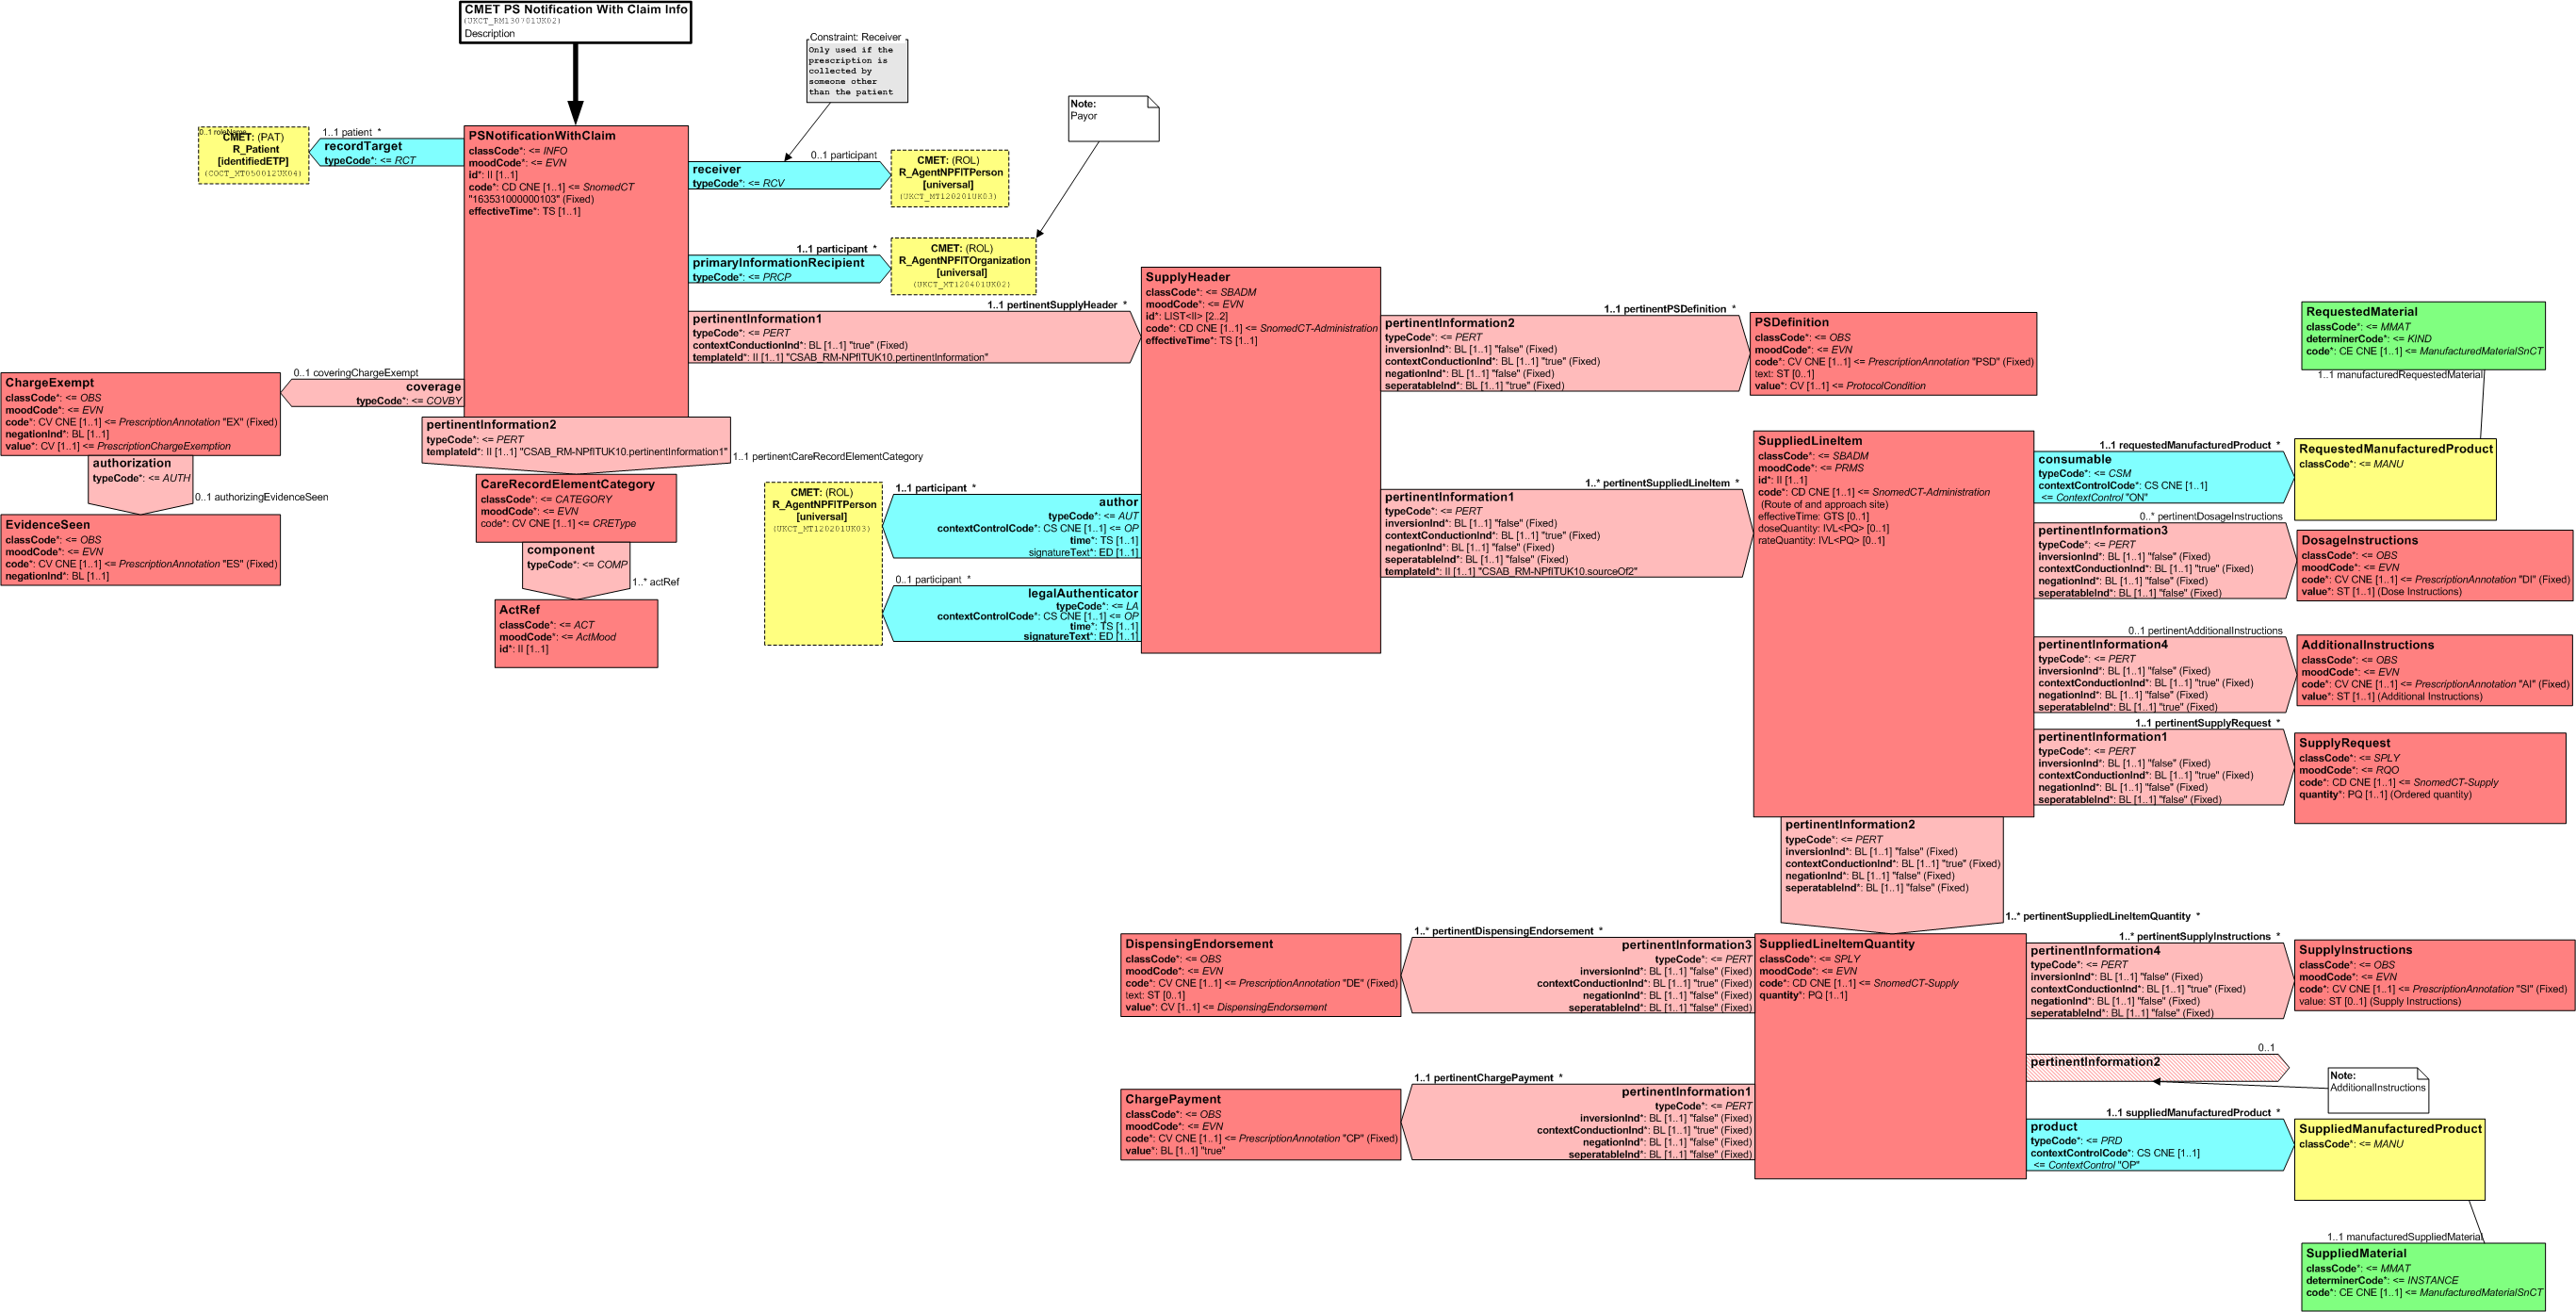 CMET PS Notification With Claim Info
(UKCT_RM130701UK02)
Description
Constraint: Receiver
Only used if the
prescription is
collected by
someone other
than the patient
Note:
Payor
0..1 roleName
CMET: (PAT)
R_Patient
[identifiedETP]
(COCT_MT050012UK04)
1..1 patient *
recordTarget
typeCode*: <= RCT
PSNotificationWithClaim
classCode*: <= INFO
moodCode*: <= EVN
id*: II [1..1]
code*: CD CNE [1..1] <= SnomedCT
"163531000000103" (Fixed)
effectiveTime*: TS [1..1]
0..1 participant
receiver
typeCode*: <= RCV
CMET: (ROL)
R_AgentNPFITPerson
[universal]
(UKCT_MT120201UK03)
1..1 participant *
primaryInformationRecipient
typeCode*: <= PRCP
CMET: (ROL)
R_AgentNPFITOrganization
[universal]
(UKCT_MT120401UK02)
1..1 pertinentSupplyHeader *
pertinentInformation1
typeCode*: <= PERT
contextConductionInd*: BL [1..1] "true" (Fixed)
templateId*: II [1..1] "CSAB_RM-NPfITUK10.pertinentInformation"
0..1 coveringChargeExempt
coverage
typeCode*: <= COVBY
ChargeExempt
classCode*: <= OBS
moodCode*: <= EVN
code*: CV CNE [1..1] <= PrescriptionAnnotation "EX" (Fixed)
negationInd*: BL [1..1]
value*: CV [1..1] <= PrescriptionChargeExemption
authorization
typeCode*: <= AUTH
0..1 authorizingEvidenceSeen
EvidenceSeen
classCode*: <= OBS
moodCode*: <= EVN
code*: CV CNE [1..1] <= PrescriptionAnnotation "ES" (Fixed)
negationInd*: BL [1..1]
pertinentInformation2
typeCode*: <= PERT
templateId*: II [1..1] "CSAB_RM-NPfITUK10.pertinentInformation1"
1..1 pertinentCareRecordElementCategory
CareRecordElementCategory
classCode*: <= CATEGORY
moodCode*: <= EVN
code*: CV CNE [1..1] <= CREType
component
typeCode*: <= COMP
1..* actRef
ActRef
classCode*: <= ACT
moodCode*: <= ActMood
id*: II [1..1]
SupplyHeader
classCode*: <= SBADM
moodCode*: <= EVN
id*: LIST<II> [2..2]
code*: CD CNE [1..1] <= SnomedCT-Administration
effectiveTime*: TS [1..1]
CMET: (ROL)
R_AgentNPFITPerson
[universal]
(UKCT_MT120201UK03)
1..1 participant *
author
typeCode*: <= AUT
contextControlCode*: CS CNE [1..1] <= OP
time*: TS [1..1]
signatureText*: ED [1..1]
0..1 participant *
legalAuthenticator
typeCode*: <= LA
contextControlCode*: CS CNE [1..1] <= OP
time*: TS [1..1]
signatureText*: ED [1..1]
1..1 pertinentPSDefinition *
pertinentInformation2
typeCode*: <= PERT
inversionInd*: BL [1..1] "false" (Fixed)
contextConductionInd*: BL [1..1] "true" (Fixed)
negationInd*: BL [1..1] "false" (Fixed)
seperatableInd*: BL [1..1] "true" (Fixed)
PSDefinition
classCode*: <= OBS
moodCode*: <= EVN
code*: CV CNE [1..1] <= PrescriptionAnnotation "PSD" (Fixed)
text: ST [0..1]
value*: CV [1..1] <= ProtocolCondition
1..* pertinentSuppliedLineItem *
pertinentInformation1
typeCode*: <= PERT
inversionInd*: BL [1..1] "false" (Fixed)
contextConductionInd*: BL [1..1] "true" (Fixed)
negationInd*: BL [1..1] "false" (Fixed)
seperatableInd*: BL [1..1] "false" (Fixed)
templateId*: II [1..1] "CSAB_RM-NPfITUK10.sourceOf2"
SuppliedLineItem
classCode*: <= SBADM
moodCode*: <= PRMS
id*: II [1..1]
code*: CD CNE [1..1] <= SnomedCT-Administration
(Route of and approach site)
effectiveTime: GTS [0..1]
doseQuantity: IVL<PQ> [0..1]
rateQuantity: IVL<PQ> [0..1]
RequestedMaterial
classCode*: <= MMAT
determinerCode*: <= KIND
code*: CE CNE [1..1] <= ManufacturedMaterialSnCT
1..1 manufacturedRequestedMaterial
1..1 requestedManufacturedProduct *
consumable
typeCode*: <= CSM
contextControlCode*: CS CNE [1..1]
<= ContextControl "ON"
RequestedManufacturedProduct
classCode*: <= MANU
0..* pertinentDosageInstructions
pertinentInformation3
typeCode*: <= PERT
inversionInd*: BL [1..1] "false" (Fixed)
contextConductionInd*: BL [1..1] "true" (Fixed)
negationInd*: BL [1..1] "false" (Fixed)
seperatableInd*: BL [1..1] "false" (Fixed)
DosageInstructions
classCode*: <= OBS
moodCode*: <= EVN
code*: CV CNE [1..1] <= PrescriptionAnnotation "DI" (Fixed)
value*: ST [1..1] (Dose Instructions)
0..1 pertinentAdditionalInstructions
pertinentInformation4
typeCode*: <= PERT
inversionInd*: BL [1..1] "false" (Fixed)
contextConductionInd*: BL [1..1] "true" (Fixed)
negationInd*: BL [1..1] "false" (Fixed)
seperatableInd*: BL [1..1] "true" (Fixed)
AdditionalInstructions
classCode*: <= OBS
moodCode*: <= EVN
code*: CV CNE [1..1] <= PrescriptionAnnotation "AI" (Fixed)
value*: ST [1..1] (Additional Instructions)
1..1 pertinentSupplyRequest *
pertinentInformation1
typeCode*: <= PERT
inversionInd*: BL [1..1] "false" (Fixed)
contextConductionInd*: BL [1..1] "true" (Fixed)
negationInd*: BL [1..1] "false" (Fixed)
seperatableInd*: BL [1..1] "false" (Fixed)
SupplyRequest
classCode*: <= SPLY
moodCode*: <= RQO
code*: CD CNE [1..1] <= SnomedCT-Supply
quantity*: PQ [1..1] (Ordered quantity)
pertinentInformation2
typeCode*: <= PERT
inversionInd*: BL [1..1] "false" (Fixed)
contextConductionInd*: BL [1..1] "true" (Fixed)
negationInd*: BL [1..1] "false" (Fixed)
seperatableInd*: BL [1..1] "false" (Fixed)
1..* pertinentSuppliedLineItemQuantity *
DispensingEndorsement
classCode*: <= OBS
moodCode*: <= EVN
code*: CV CNE [1..1] <= PrescriptionAnnotation "DE" (Fixed)
text: ST [0..1]
value*: CV [1..1] <= DispensingEndorsement
1..* pertinentDispensingEndorsement *
pertinentInformation3
typeCode*: <= PERT
inversionInd*: BL [1..1] "false" (Fixed)
contextConductionInd*: BL [1..1] "true" (Fixed)
negationInd*: BL [1..1] "false" (Fixed)
seperatableInd*: BL [1..1] "false" (Fixed)
SuppliedLineItemQuantity
classCode*: <= SPLY
moodCode*: <= EVN
code*: CD CNE [1..1] <= SnomedCT-Supply
quantity*: PQ [1..1]
1..* pertinentSupplyInstructions *
pertinentInformation4
typeCode*: <= PERT
inversionInd*: BL [1..1] "false" (Fixed)
contextConductionInd*: BL [1..1] "true" (Fixed)
negationInd*: BL [1..1] "false" (Fixed)
seperatableInd*: BL [1..1] "false" (Fixed)
SupplyInstructions
classCode*: <= OBS
moodCode*: <= EVN
code*: CV CNE [1..1] <= PrescriptionAnnotation "SI" (Fixed)
value: ST [0..1] (Supply Instructions)
0..1
pertinentInformation2
Note:
AdditionalInstructions
ChargePayment
classCode*: <= OBS
moodCode*: <= EVN
code*: CV CNE [1..1] <= PrescriptionAnnotation "CP" (Fixed)
value*: BL [1..1] "true"
1..1 pertinentChargePayment *
pertinentInformation1
typeCode*: <= PERT
inversionInd*: BL [1..1] "false" (Fixed)
contextConductionInd*: BL [1..1] "true" (Fixed)
negationInd*: BL [1..1] "false" (Fixed)
seperatableInd*: BL [1..1] "false" (Fixed)
1..1 suppliedManufacturedProduct *
product
typeCode*: <= PRD
contextControlCode*: CS CNE [1..1]
<= ContextControl "OP"
SuppliedManufacturedProduct
classCode*: <= MANU
1..1 manufacturedSuppliedMaterial
SuppliedMaterial
classCode*: <= MMAT
determinerCode*: <= INSTANCE
code*: CE CNE [1..1] <= ManufacturedMaterialSnCT